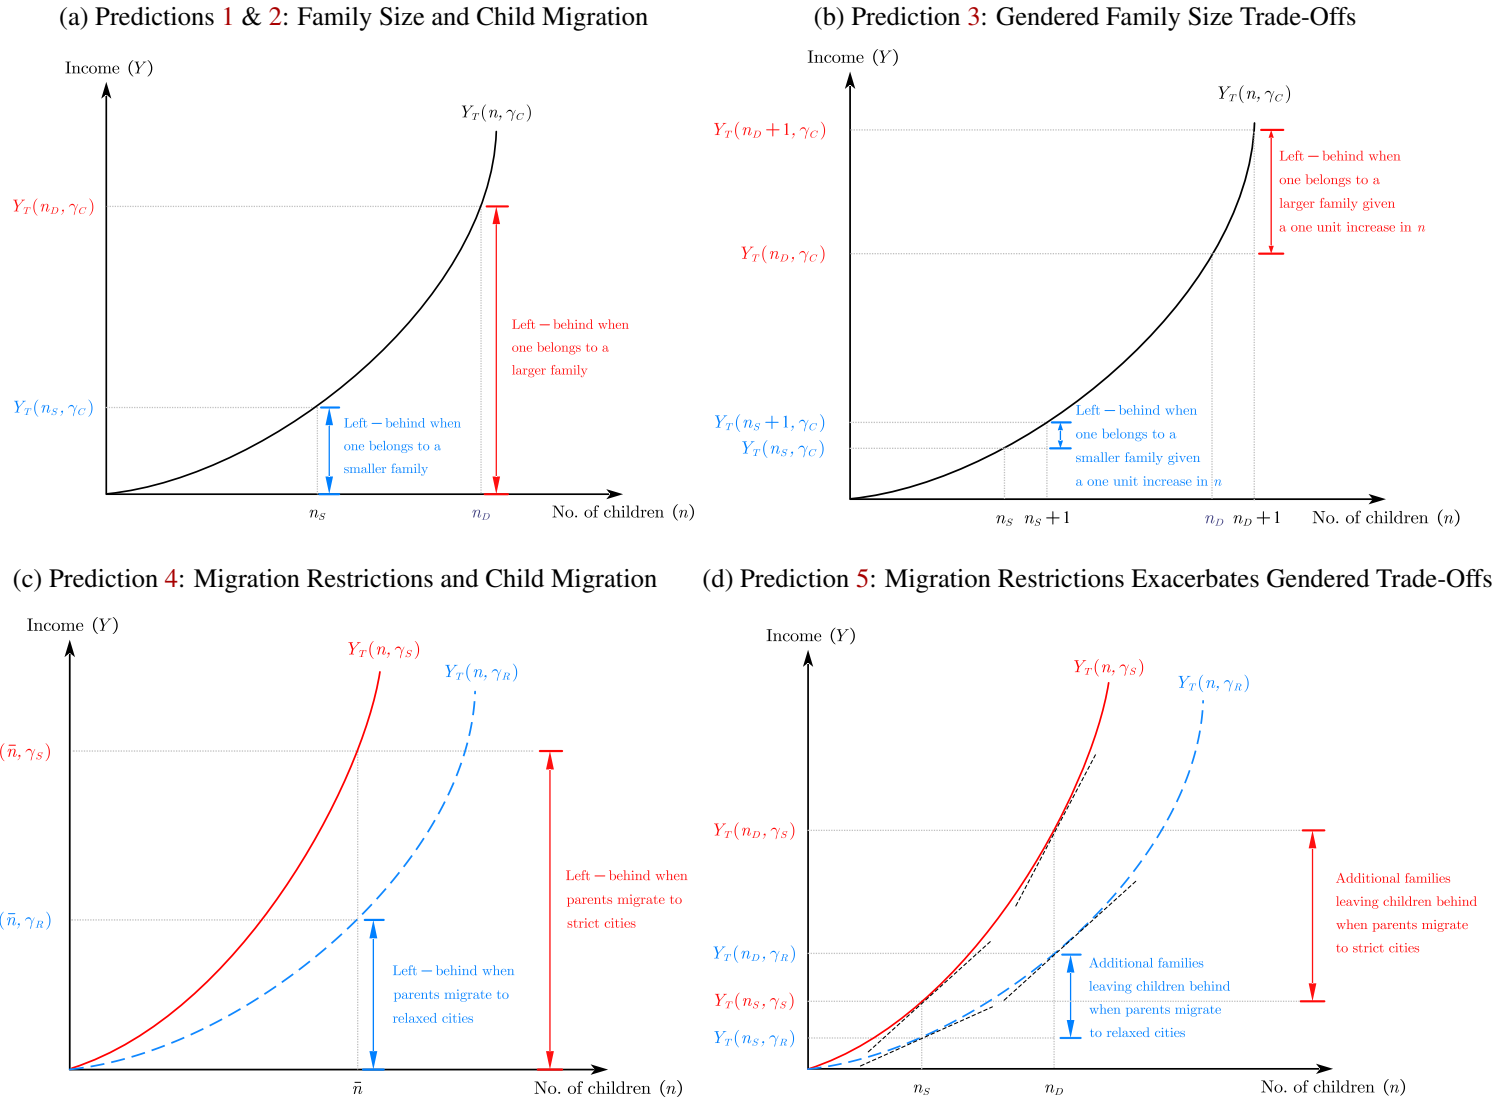 (a) Predictions 1 & 2: Family Size and Child Migration
Income (Y)
Y_T(n, γ_C)
Y_T(n_D, γ_C)
Left − behind when
one belongs to a
larger family
Y_T(n_S, γ_C)
Left − behind when
one belongs to a
smaller family
n_S
n_D
No. of children (n)
(b) Prediction 3: Gendered Family Size Trade-Offs
Income (Y)
Y_T(n, γ_C)
Y_T(n_D+1, γ_C)
Left − behind when
one belongs to a
larger family given
a one unit increase in n
Y_T(n_D, γ_C)
Y_T(n_S+1, γ_C)
Y_T(n_S, γ_C)
Left − behind when
one belongs to a
smaller family given
a one unit increase in n
n_S
n_S+1
n_D
n_D+1
No. of children (n)
(c) Prediction 4: Migration Restrictions and Child Migration
Income (Y)
Y_T(n, γ_S)
Y_T(n, γ_R)
(n̄, γ_S)
Left − behind when
parents migrate to
strict cities
(n̄, γ_R)
Left − behind when
parents migrate to
relaxed cities
n̄
No. of children (n)
(d) Prediction 5: Migration Restrictions Exacerbates Gendered Trade-Offs
Income (Y)
Y_T(n, γ_S)
Y_T(n, γ_R)
Y_T(n_D, γ_S)
Additional families
leaving children behind
when parents migrate
to strict cities
Y_T(n_D, γ_R)
Y_T(n_S, γ_S)
Y_T(n_S, γ_R)
Additional families
leaving children behind
when parents migrate
to relaxed cities
n_S
n_D
No. of children (n)